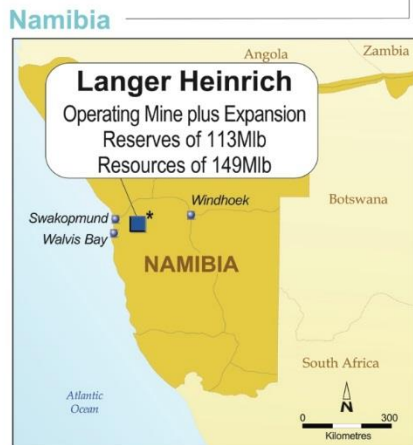 Namibia
Angola
Zambia
Langer Heinrich
Operating Mine plus Expansion
Reserves of 113Mlb
Resources of 149Mlb
Botswana
Windhoek
Swakopmund
*
Walvis Bay
NAMIBIA
South Africa
Atlantic
Ocean
N
0 300
Kilometres